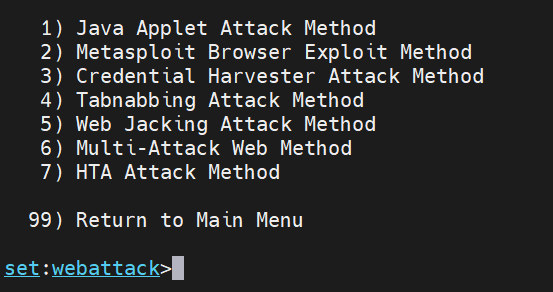 1) Java Applet Attack Method
2) Metasploit Browser Exploit Method
3) Credential Harvester Attack Method
4) Tabnabbing Attack Method
5) Web Jacking Attack Method
6) Multi-Attack Web Method
7) HTA Attack Method
99) Return to Main Menu
set:webattack>